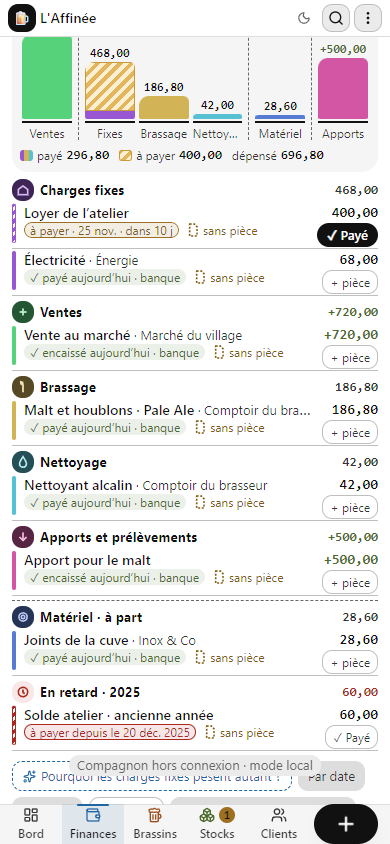 L'Affinée
468,00
186,80
42,00
28,60
+500,00
Ventes
Fixes
Brassage
Nettoy...
Matériel
Apports
payé 296,80 à payer 400,00 dépensé 696,80
Charges fixes 468,00
Loyer de l'atelier 400,00
à payer · 25 nov. · dans 10 j sans pièce ✓ Payé
Électricité · Énergie 68,00
✓ payé aujourd'hui · banque sans pièce + pièce
Ventes +720,00
Vente au marché · Marché du village +720,00
✓ encaissé aujourd'hui · banque sans pièce + pièce
Brassage 186,80
Malt et houblons · Pale Ale · Comptoir du bra... 186,80
✓ payé aujourd'hui · banque sans pièce + pièce
Nettoyage 42,00
Nettoyant alcalin · Comptoir du brasseur 42,00
✓ payé aujourd'hui · banque sans pièce + pièce
Apports et prélèvements +500,00
Apport pour le malt +500,00
✓ encaissé aujourd'hui · banque sans pièce + pièce
Matériel · à part 28,60
Joints de la cuve · Inox & Co 28,60
✓ payé aujourd'hui · banque sans pièce + pièce
En retard · 2025 60,00
Solde atelier · ancienne année 60,00
à payer depuis le 20 déc. 2025 sans pièce ✓ Payé
Compagnon hors connexion · mode local
Pourquoi les charges fixes pèsent autant ? Par date
Bord
Finances
Brassins
Stocks
1
Clients
+